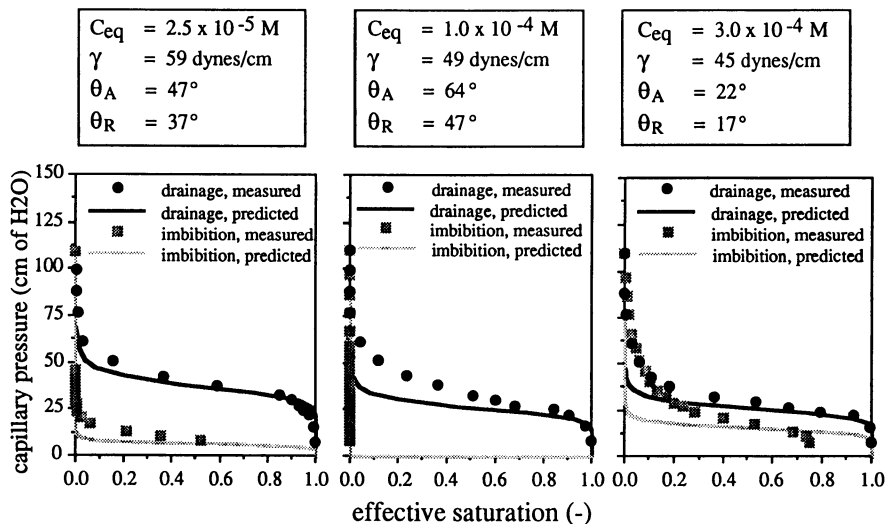 Ceq = 2.5 x 10 -5 M
γ = 59 dynes/cm
θA = 47°
θR = 37°
Ceq = 1.0 x 10 -4 M
γ = 49 dynes/cm
θA = 64°
θR = 47°
Ceq = 3.0 x 10 -4 M
γ = 45 dynes/cm
θA = 22°
θR = 17°
capillary pressure (cm of H2O)
150
125
100
75
50
25
0
drainage, measured
drainage, predicted
imbibition, measured
imbibition, predicted
0.0 0.2 0.4 0.6 0.8 1.0
drainage, measured
drainage, predicted
imbibition, measured
imbibition, predicted
0.0 0.2 0.4 0.6 0.8 1.0
drainage, measured
drainage, predicted
imbibition, measured
imbibition, predicted
0.0 0.2 0.4 0.6 0.8 1.0
effective saturation (-)